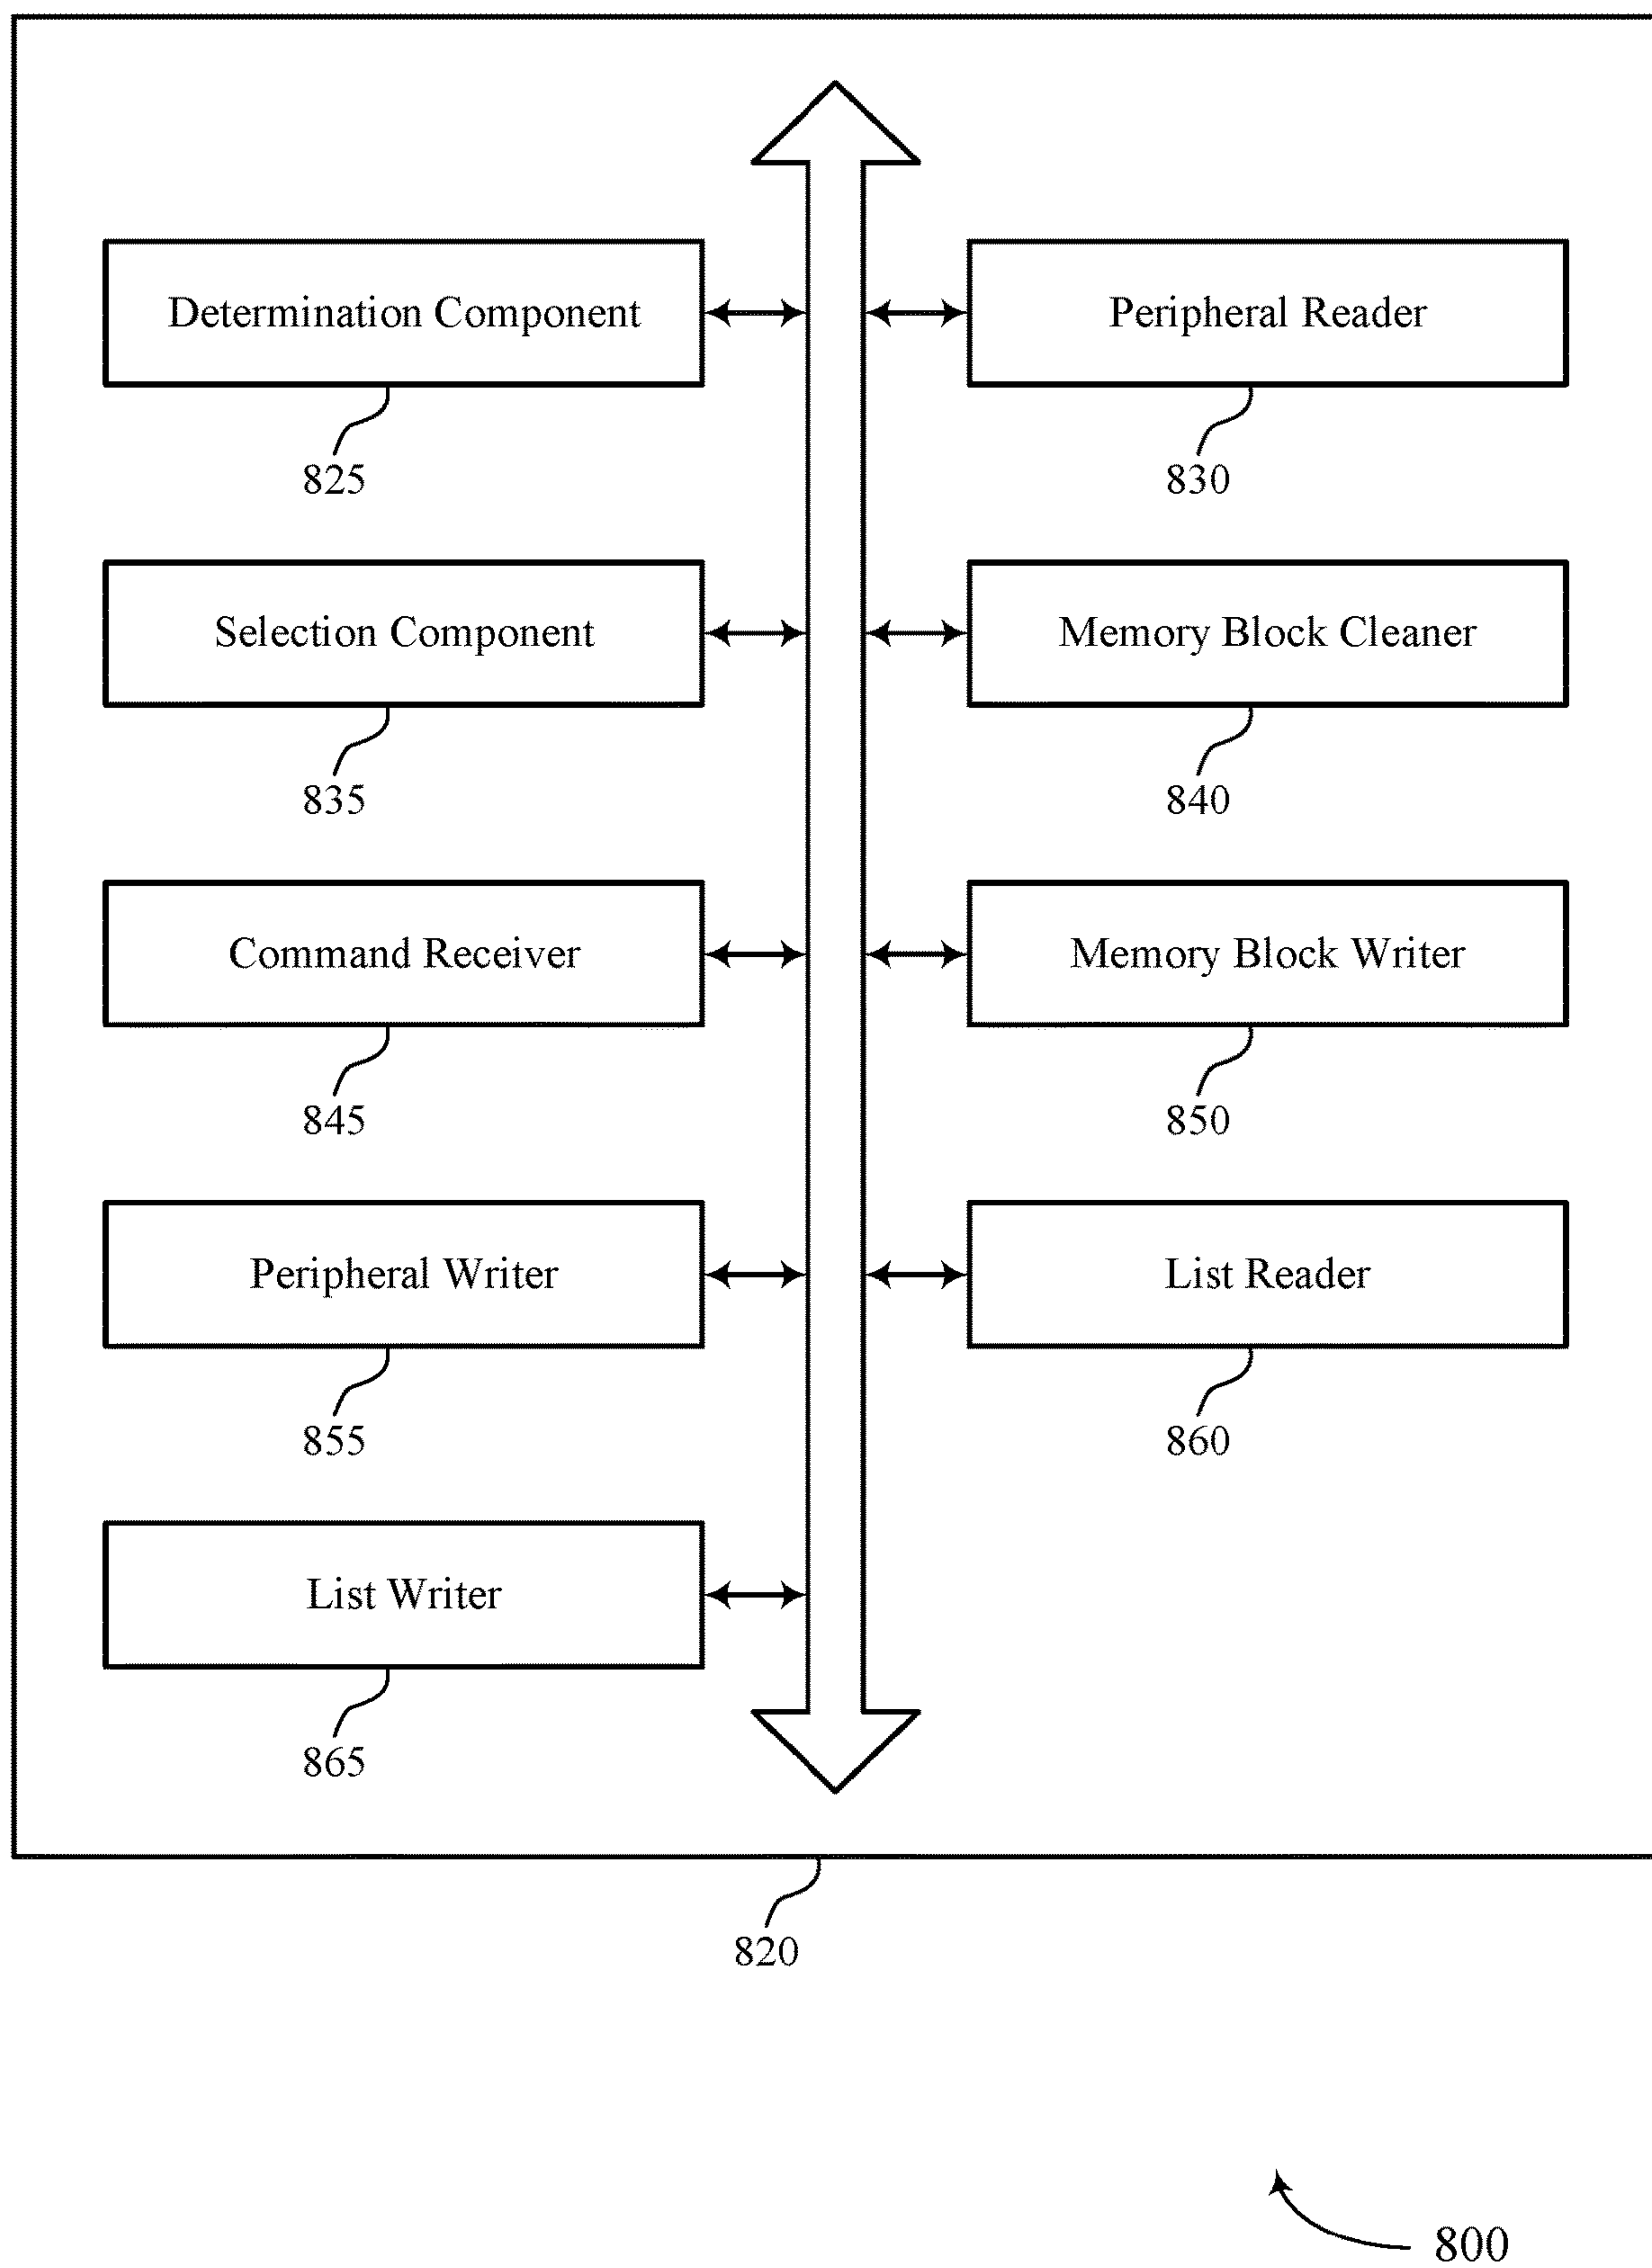 Determination Component
Peripheral Reader
825
830
Selection Component
Memory Block Cleaner
835
840
Command Receiver
Memory Block Writer
845
850
Peripheral Writer
List Reader
855
860
List Writer
865
820
800